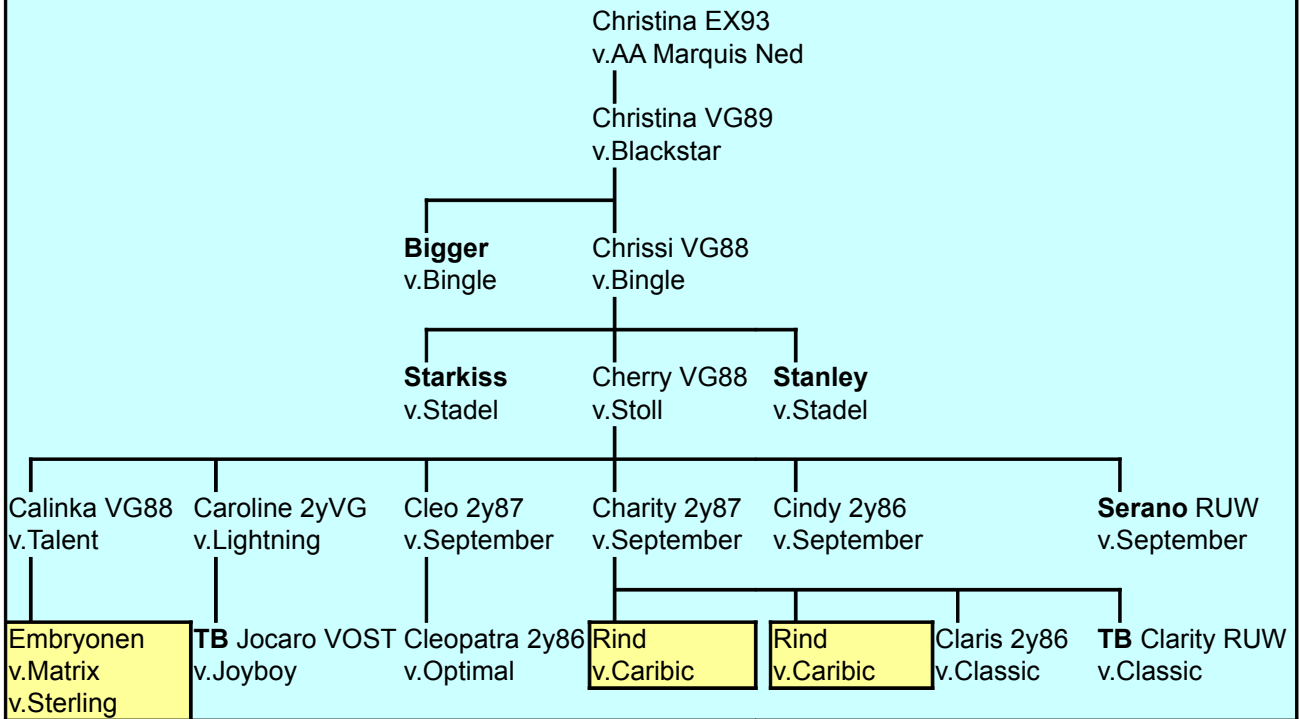 Christina EX93
v.AA Marquis Ned
Christina VG89
v.Blackstar
Bigger
v.Bingle
Chrissi VG88
v.Bingle
Starkiss
v.Stadel
Cherry VG88
v.Stoll
Stanley
v.Stadel
Calinka VG88
v.Talent
Caroline 2yVG
v.Lightning
Cleo 2y87
v.September
Charity 2y87
v.September
Cindy 2y86
v.September
Serano RUW
v.September
Embryonen
v.Matrix
v.Sterling
TB Jocaro VOST
v.Joyboy
Cleopatra 2y86
v.Optimal
Rind
v.Caribic
Rind
v.Caribic
Claris 2y86
v.Classic
TB Clarity RUW
v.Classic